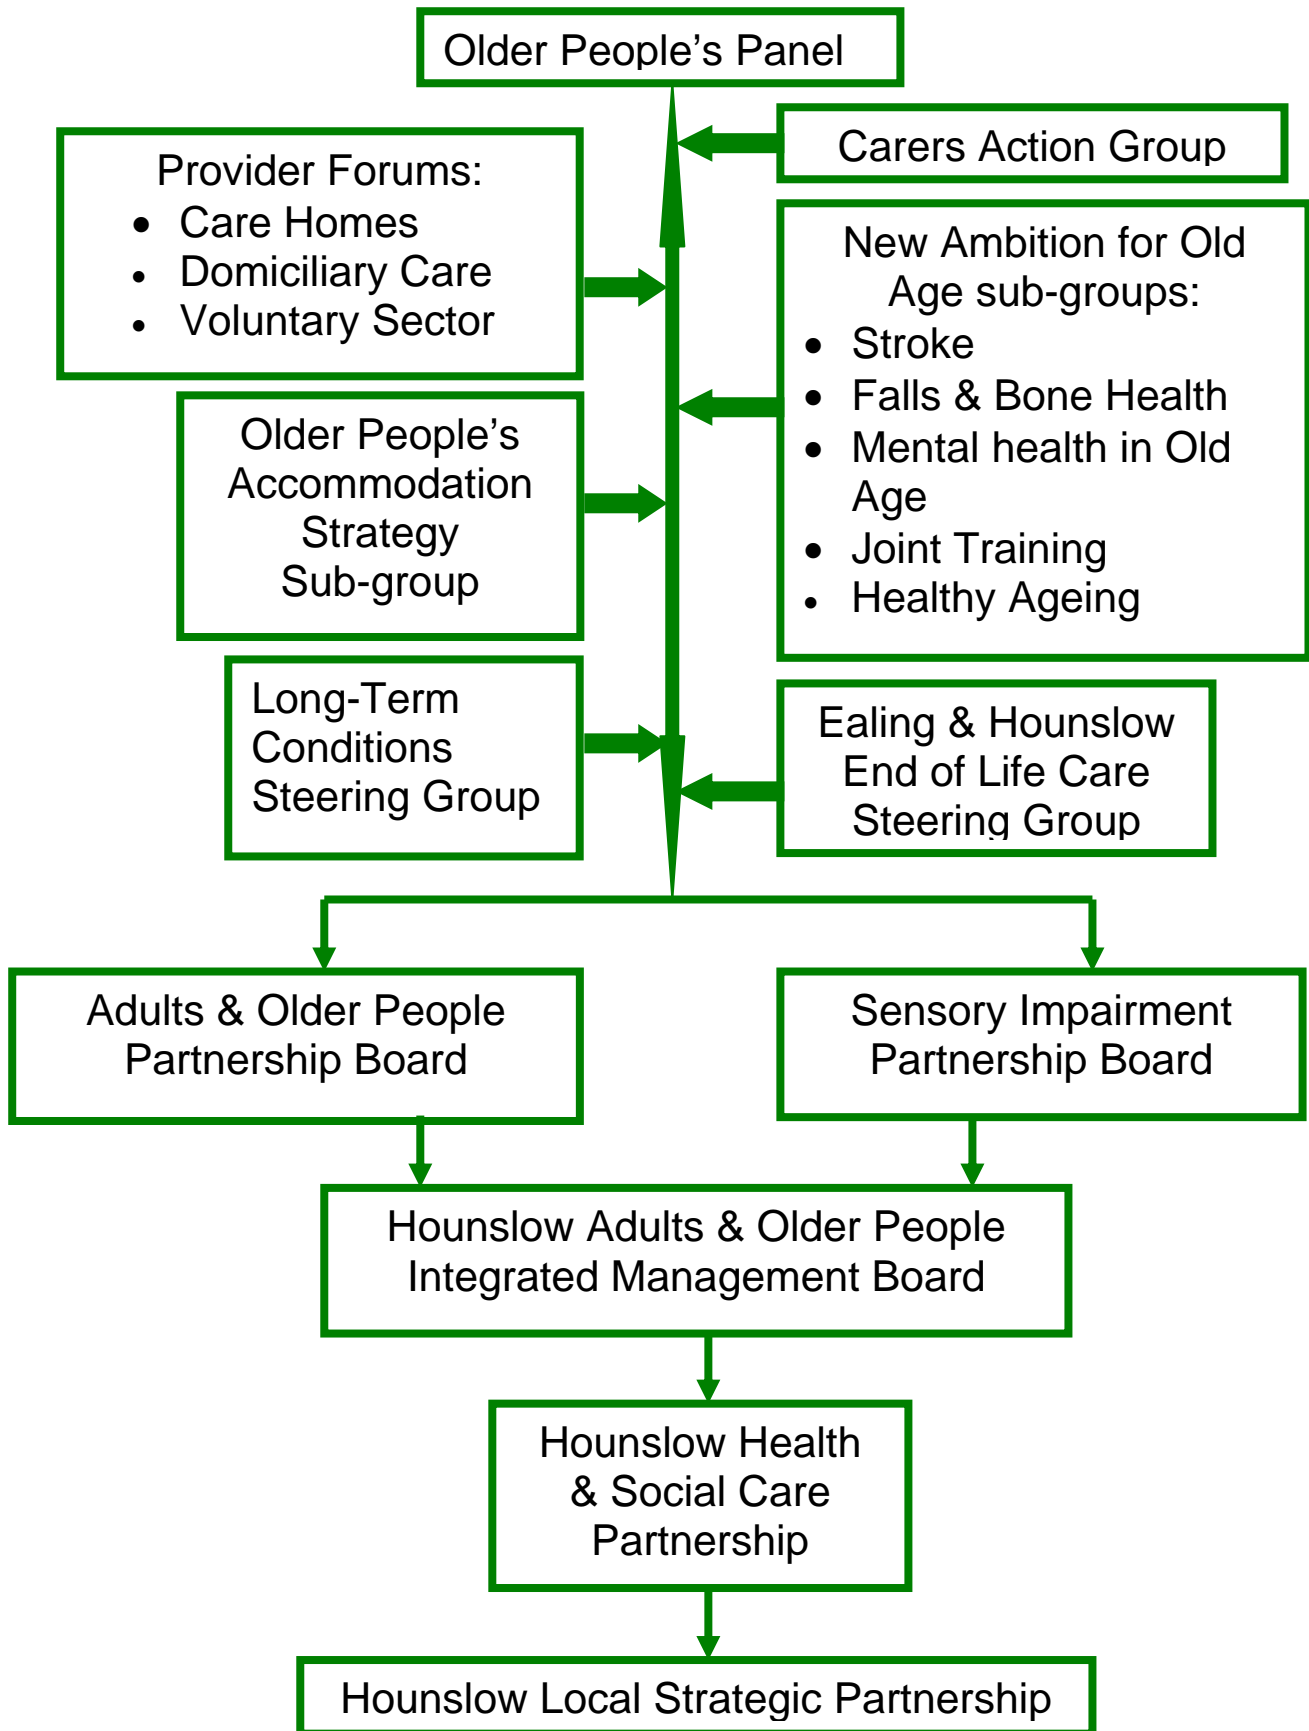 Older People’s Panel
Carers Action Group
Provider Forums:
• Care Homes
• Domiciliary Care
• Voluntary Sector
New Ambition for Old
Age sub-groups:
• Stroke
• Falls & Bone Health
• Mental health in Old
Age
• Joint Training
• Healthy Ageing
Older People’s
Accommodation
Strategy
Sub-group
Long-Term
Conditions
Steering Group
Ealing & Hounslow
End of Life Care
Steering Group
Adults & Older People
Partnership Board
Sensory Impairment
Partnership Board
Hounslow Adults & Older People
Integrated Management Board
Hounslow Health
& Social Care
Partnership
Hounslow Local Strategic Partnership